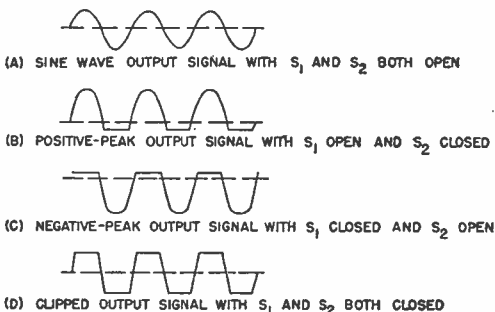 (A) SINE WAVE OUTPUT SIGNAL WITH S1 AND S2 BOTH OPEN
(B) POSITIVE-PEAK OUTPUT SIGNAL WITH S1 OPEN AND S2 CLOSED
(C) NEGATIVE-PEAK OUTPUT SIGNAL WITH S1 CLOSED AND S2 OPEN
(D) CLIPPED OUTPUT SIGNAL WITH S1 AND S2 BOTH CLOSED